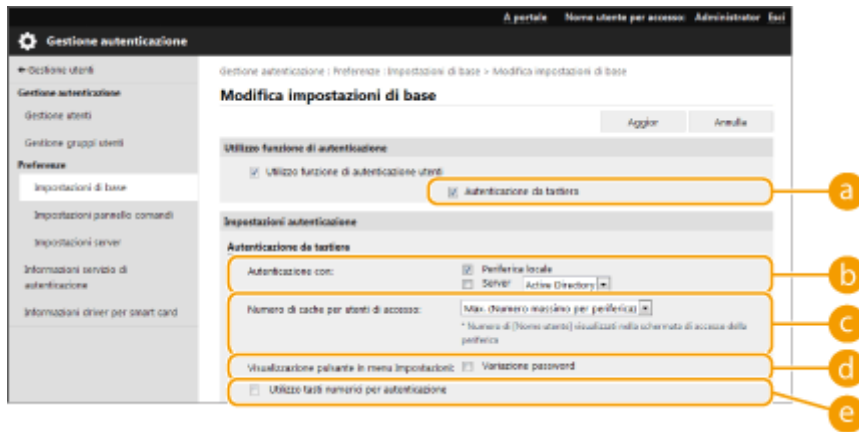 A portale Nome utente per accesso: Administrator Esci
Gestione autenticazione
Gestione utenti
Gestione autenticazione : Preferenze : Impostazioni di base > Modifica impostazioni di base
Gestione autenticazione
Modifica impostazioni di base
Gestione utenti
Aggior Annulla
Gestione gruppi utenti
Utilizzo funzione di autenticazione
Preferenze
Utilizzo funzione di autenticazione utenti
Impostazioni di base
Autenticazione da tastiera
a
Impostazioni pannello comandi
Impostazioni autenticazione
Impostazioni server
Autenticazione da tastiera
Informazioni servizio di
autenticazione
Autenticazione con: Periferica locale
Server Active Directory
b
Informazioni driver per smart card
Numero di cache per utenti di accesso: Max. (Numero massimo per periferica)
* Numero di [Nome utente] visualizzati nella schermata di accesso della
periferica
c
Visualizzazione pulsante in menu Impostazioni: Variazione password
d
Utilizzo tasti numerici per autenticazione
e